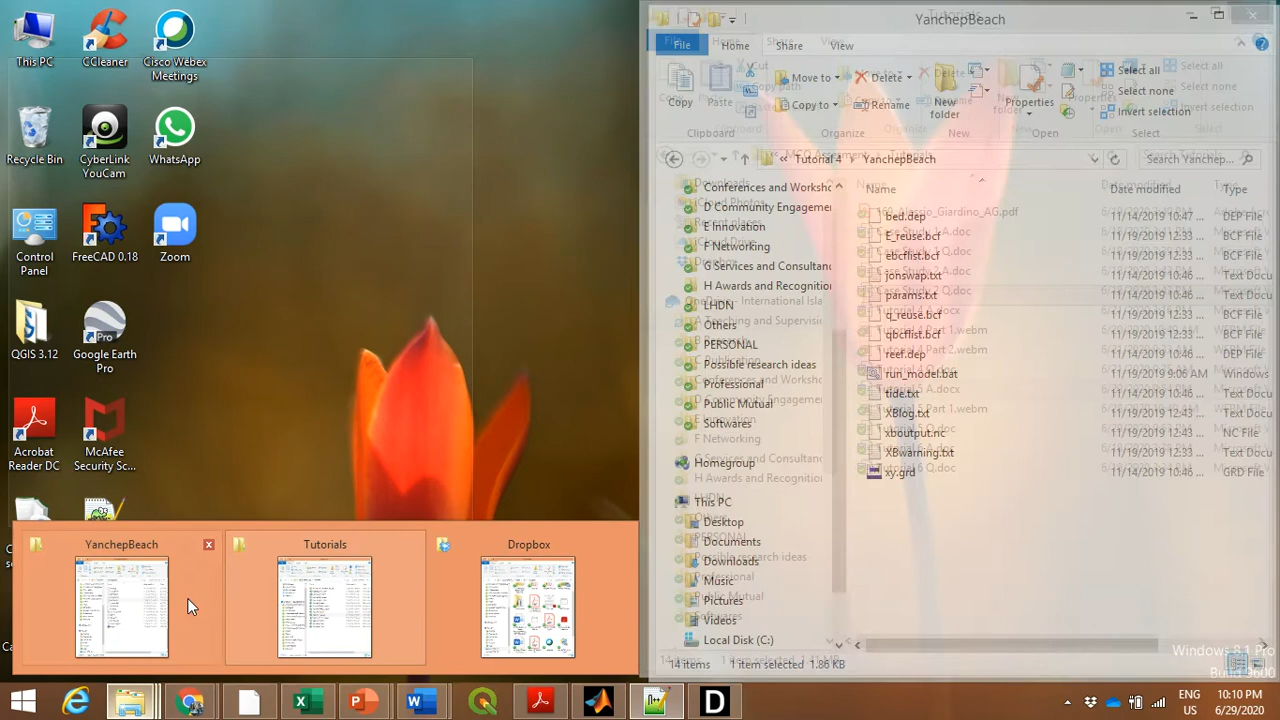 This PC
CCleaner
Cisco Webex
Meetings
Recycle Bin
CyberLink
YouCam
WhatsApp
Control
Panel
FreeCAD 0.18
Zoom
QGIS 3.12
Google Earth
Pro
Acrobat
Reader DC
McAfee
Security Sc...
YanchepBeach
Tutorials
Dropbox
YanchepBeach
File
Home
Share
View
Copy
Paste
Cut
Clipboard
Move to
Copy to
Delete
Rename
Organize
New
folder
New
Properties
Open
Select all
Select none
Invert selection
Select
Tutorial 4
YanchepBeach
Search Yanchep...
Conferences and Workshc
D Community Engagemer
E Innovation
F Networking
G Services and Consultanc
H Awards and Recognition
LHDN
Others
PERSONAL
Possible research ideas
Professional
Public Mutual
Softwares
Homegroup
This PC
Desktop
Documents
Downloads
Music
Pictures
Videos
Local Disk (C:)
Name Date modified Type
bed.dep 11/14/2019 10:47 ... DEP File
E_reuse.bcf 11/19/2019 12:33 ... BCF File
ebcflist.bcf 11/19/2019 12:33 ... BCF File
jonswap.txt 11/14/2019 10:46 ... Text Docu
params.txt 11/14/2019 10:46 ... Text Docu
q_reuse.bcf 11/19/2019 12:33 ... BCF File
qbcflist.bcf 11/19/2019 12:33 ... BCF File
reef.dep 11/14/2019 10:46 ... DEP File
run_model.bat 11/19/2019 9:06 AM Windows
tide.txt 11/14/2019 10:46 ... Text Docu
XBlog.txt 11/19/2019 12:43 ... Text Docu
xboutput.nc 11/19/2019 12:43 ... NC File
XBwarning.txt 11/19/2019 12:43 ... Text Docu
xy.grd 11/14/2019 10:46 ... GRD File
14 items 1 item selected 1.86 KB
Windows 8.1 Pro
Build 9600
ENG
US
10:10 PM
6/29/2020